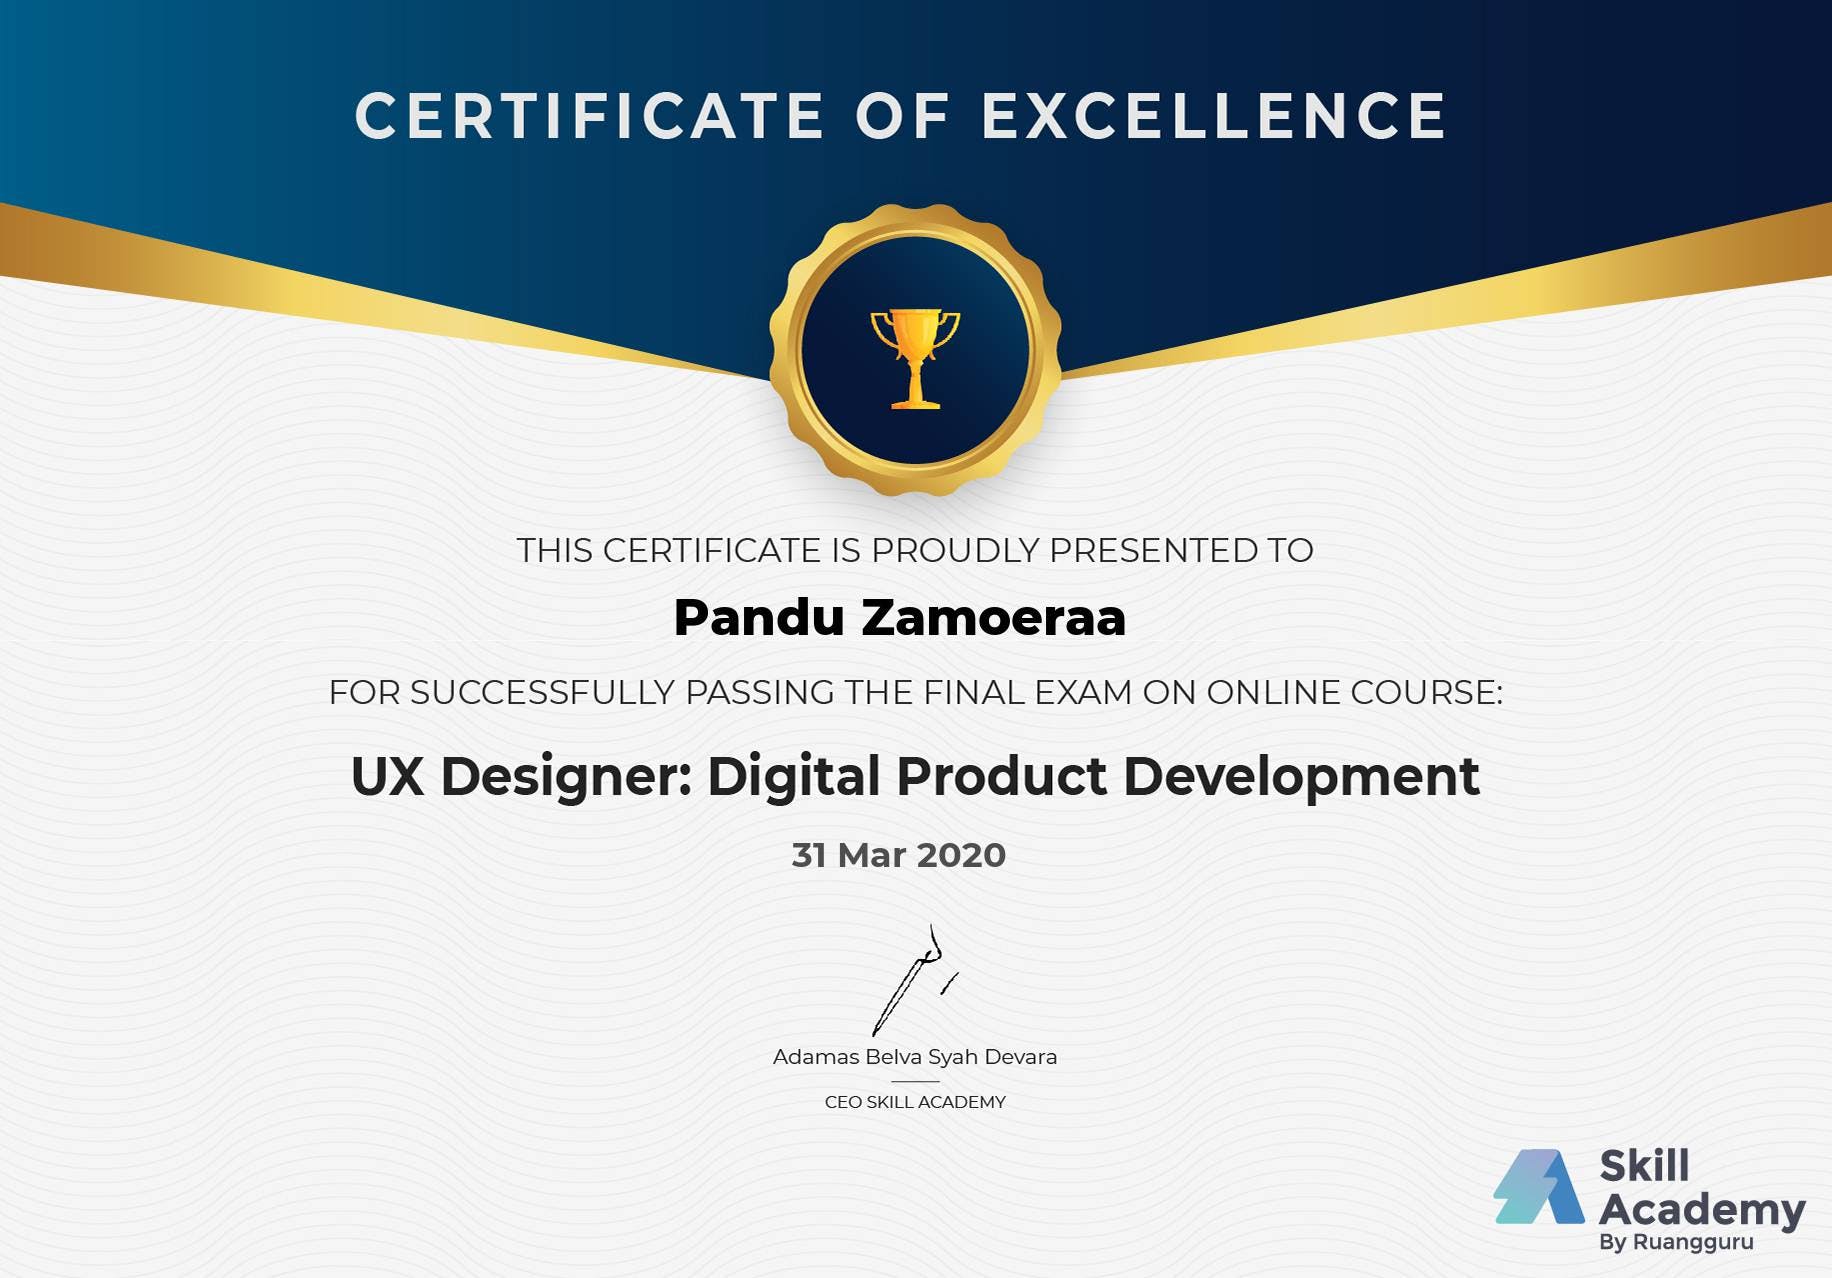 CERTIFICATE OF EXCELLENCE
THIS CERTIFICATE IS PROUDLY PRESENTED TO
Pandu Zamoeraa
FOR SUCCESSFULLY PASSING THE FINAL EXAM ON ONLINE COURSE:
UX Designer: Digital Product Development
31 Mar 2020
Adamas Belva Syah Devara
CEO SKILL ACADEMY
Skill
Academy
By Ruangguru